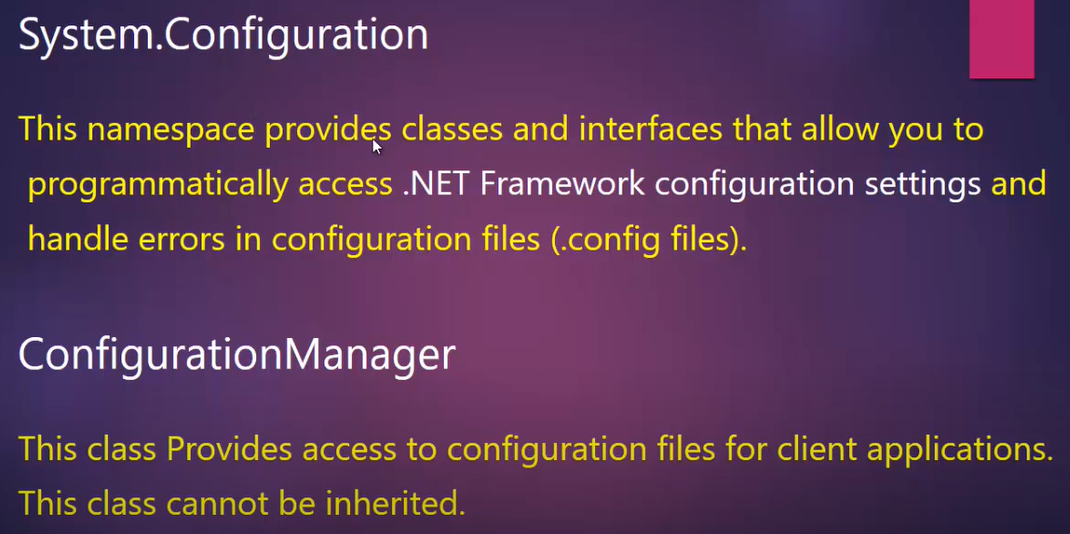 System.Configuration
This namespace provides classes and interfaces that allow you to
programmatically access .NET Framework configuration settings and
handle errors in configuration files (.config files).
ConfigurationManager
This class Provides access to configuration files for client applications.
This class cannot be inherited.